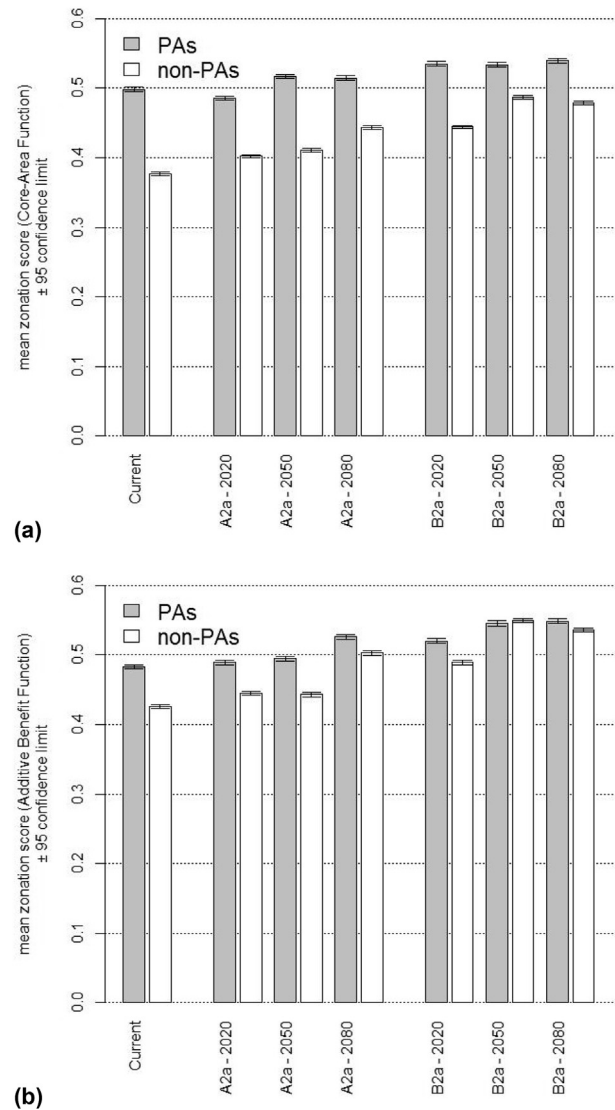 0.6
0.5
0.4
0.3
0.2
0.1
0.0
mean zonation score (Core-Area Function)
± 95 confidence limit
PAs
non-PAs
Current
A2a - 2020
A2a - 2050
A2a - 2080
B2a - 2020
B2a - 2050
B2a - 2080
(a)
0.6
0.5
0.4
0.3
0.2
0.1
0.0
mean zonation score (Additive Benefit Function)
± 95 confidence limit
PAs
non-PAs
Current
A2a - 2020
A2a - 2050
A2a - 2080
B2a - 2020
B2a - 2050
B2a - 2080
(b)